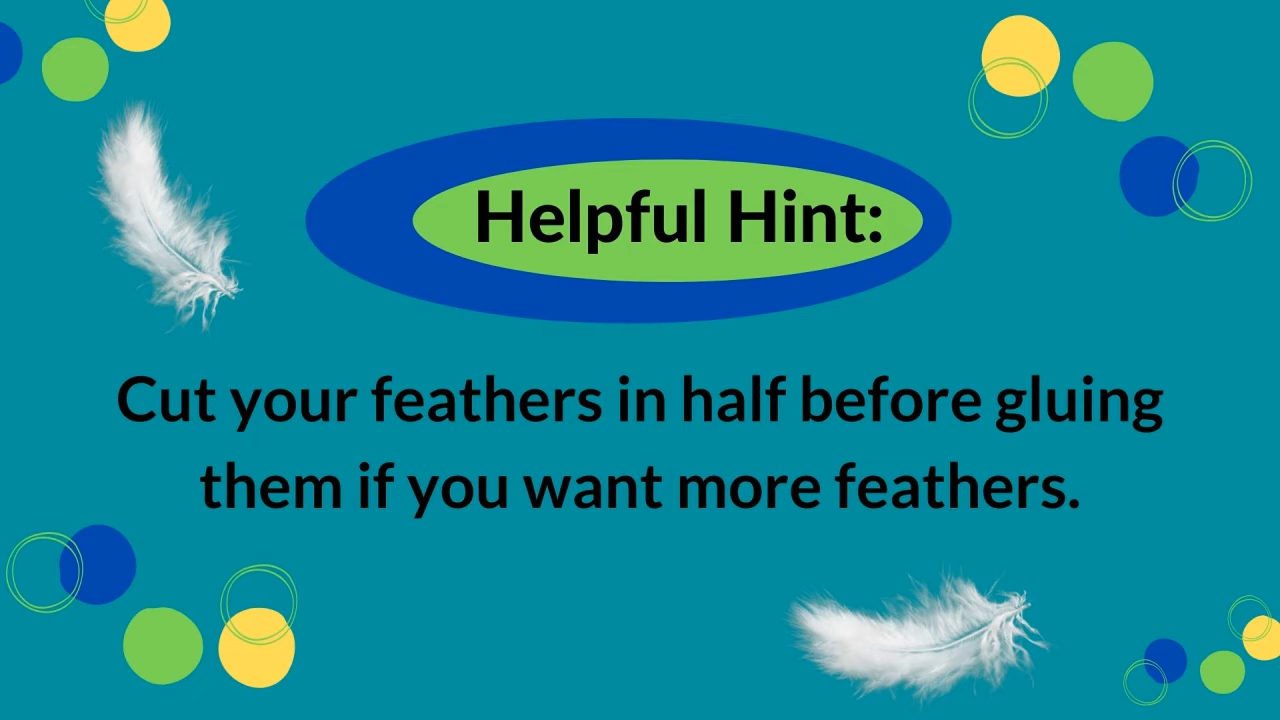 Helpful Hint:
Cut your feathers in half before gluing
them if you want more feathers.